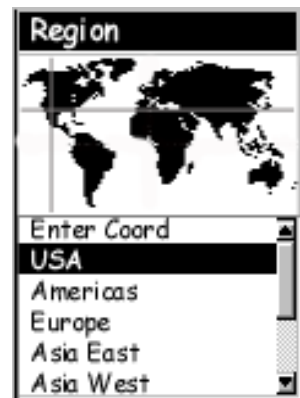 Region
Enter Coord
USA
Americas
Europe
Asia East
Asia West